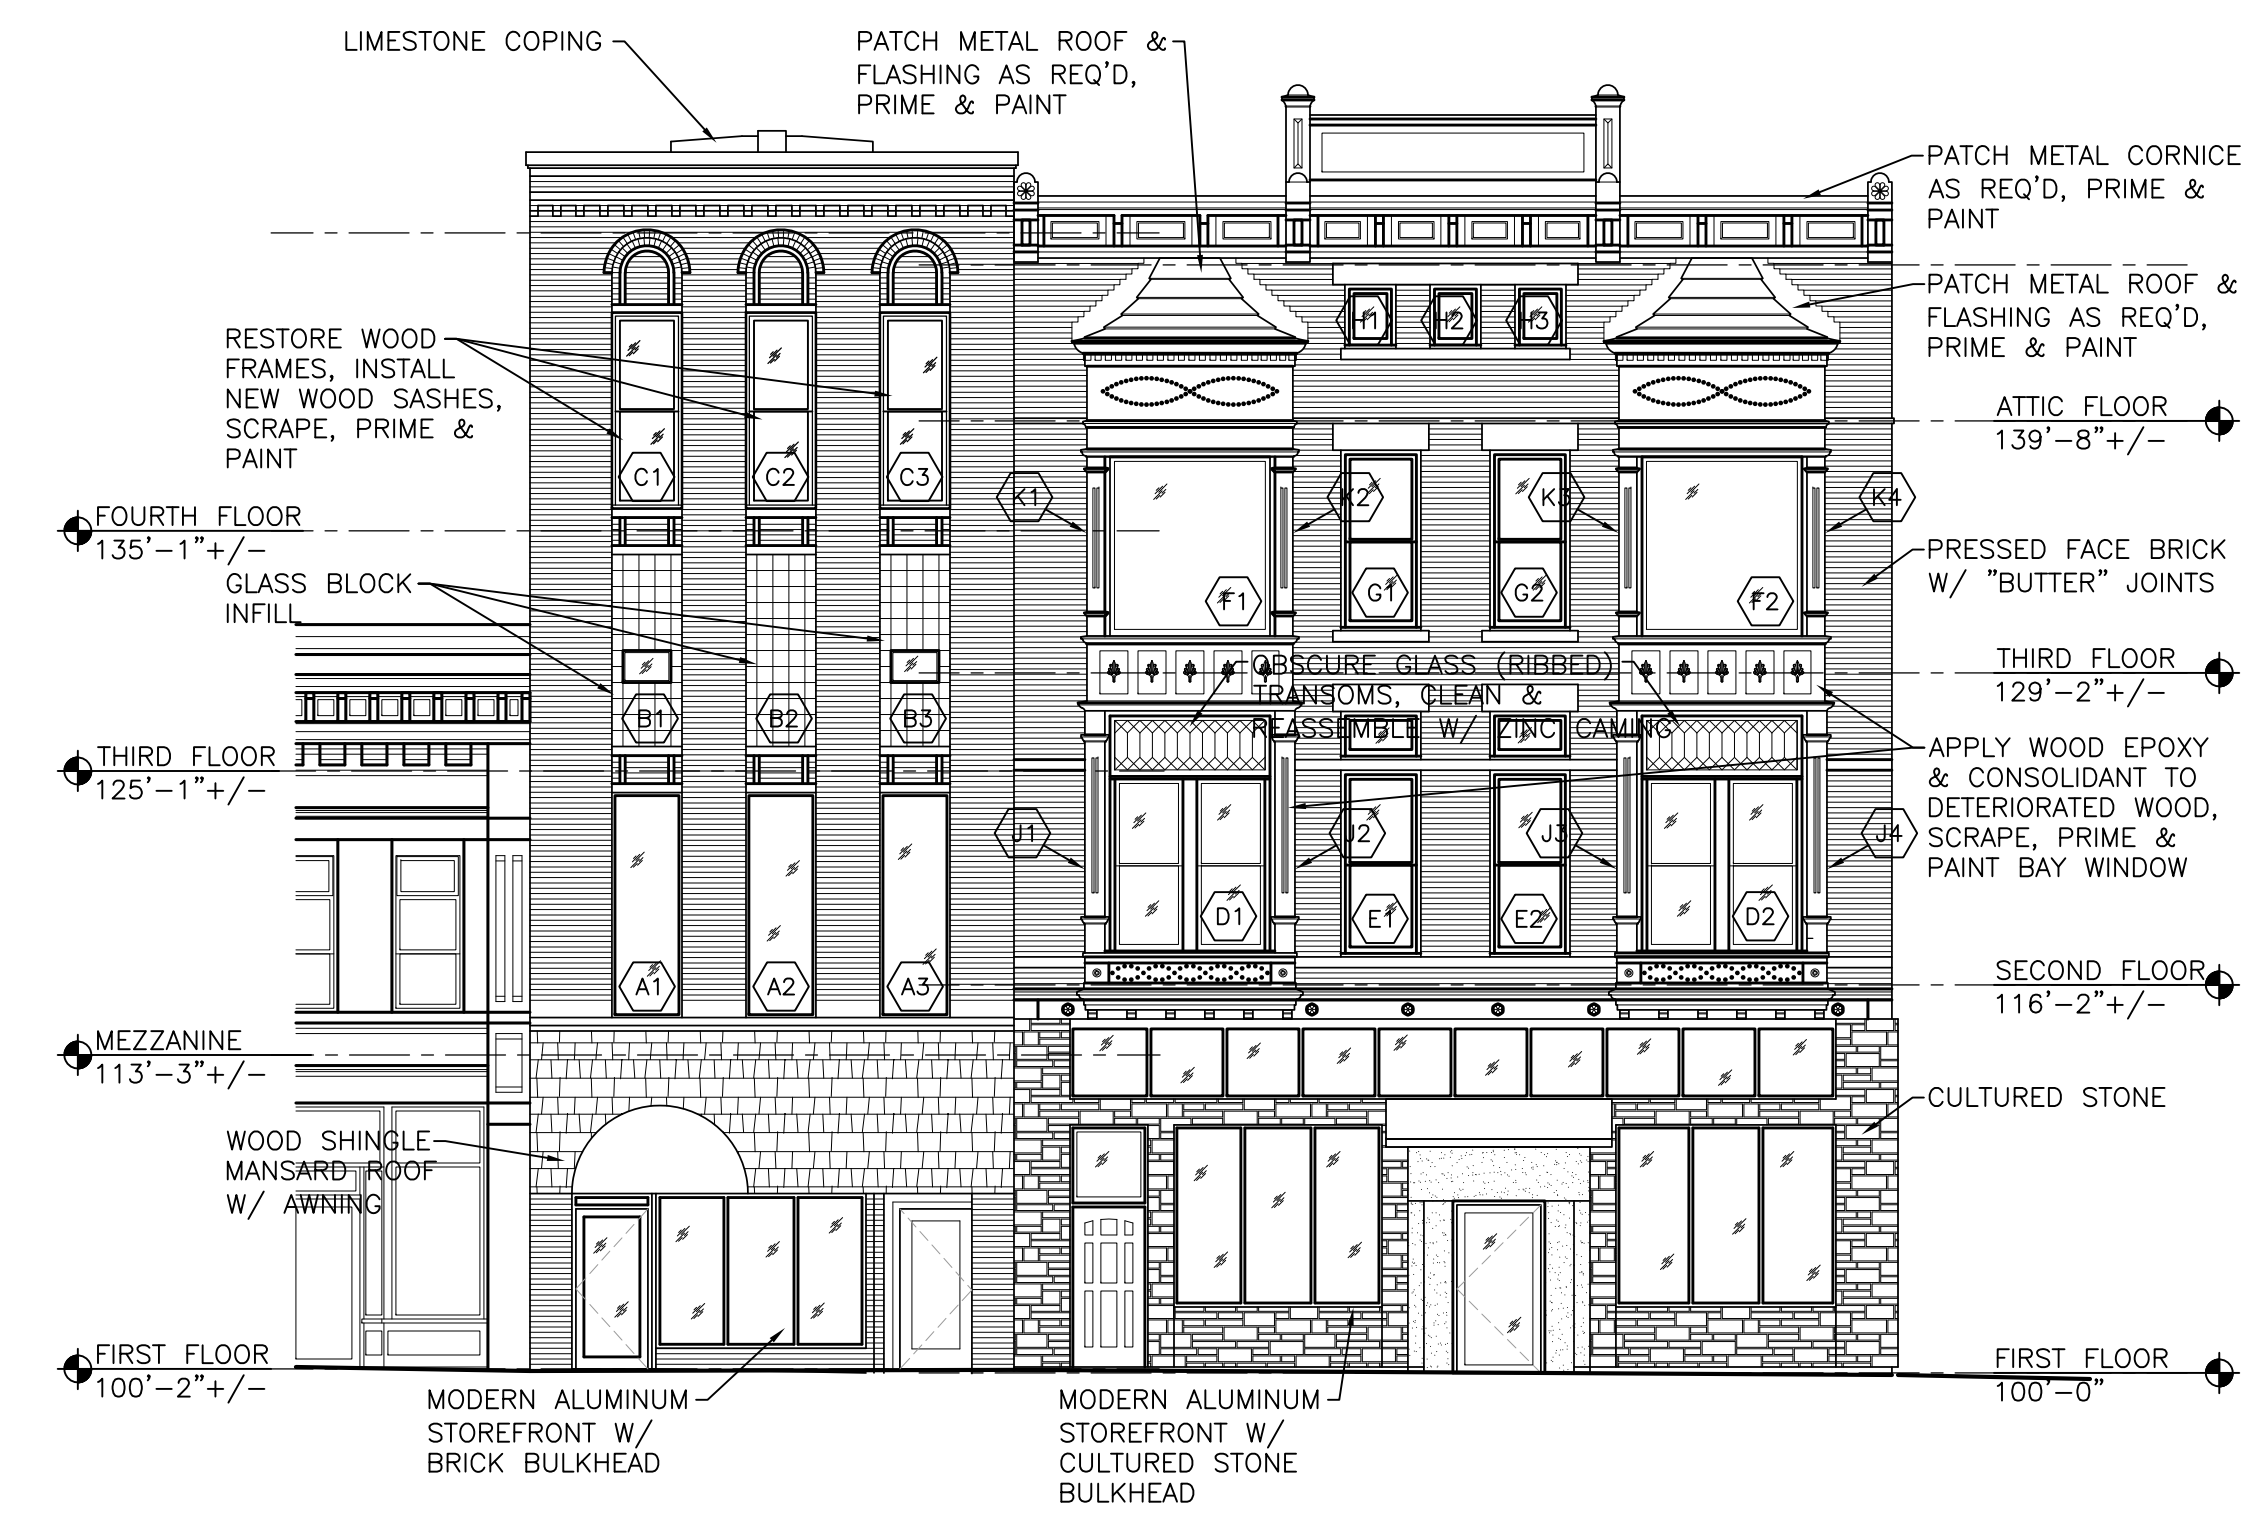 LIMESTONE COPING
PATCH METAL ROOF &
FLASHING AS REQ'D,
PRIME & PAINT
PATCH METAL CORNICE
AS REQ'D, PRIME &
PAINT
PATCH METAL ROOF &
FLASHING AS REQ'D,
PRIME & PAINT
RESTORE WOOD
FRAMES, INSTALL
NEW WOOD SASHES,
SCRAPE, PRIME &
PAINT
H1 H2 H3
ATTIC FLOOR
139'-8"+/-
C1 C2 C3
K1 K2 K3 K4
FOURTH FLOOR
135'-1"+/-
PRESSED FACE BRICK
W/ "BUTTER" JOINTS
GLASS BLOCK
INFILL
F1 G1 G2 F2
OBSCURE GLASS (RIBBED)
TRANSOMS, CLEAN &
REASSEMBLE W/ ZINC CAMING
THIRD FLOOR
129'-2"+/-
B1 B2 B3
THIRD FLOOR
125'-1"+/-
APPLY WOOD EPOXY
& CONSOLIDANT TO
DETERIORATED WOOD,
SCRAPE, PRIME &
PAINT BAY WINDOW
J1 J2 J3 J4
D1 E1 E2 D2
A1 A2 A3
SECOND FLOOR
116'-2"+/-
MEZZANINE
113'-3"+/-
CULTURED STONE
WOOD SHINGLE
MANSARD ROOF
W/ AWNING
FIRST FLOOR
100'-2"+/-
FIRST FLOOR
100'-0"
MODERN ALUMINUM
STOREFRONT W/
BRICK BULKHEAD
MODERN ALUMINUM
STOREFRONT W/
CULTURED STONE
BULKHEAD